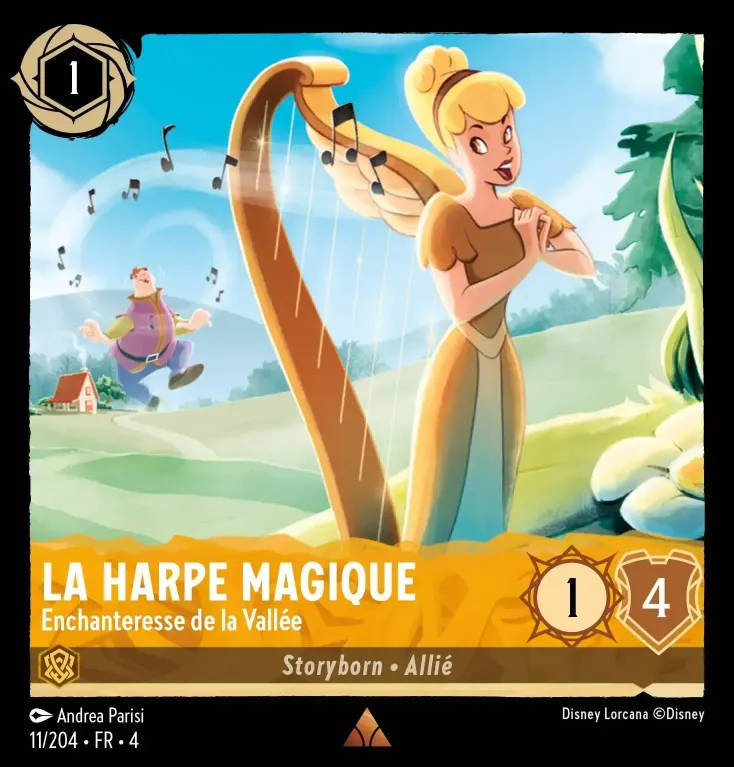 1
LA HARPE MAGIQUE
Enchanteresse de la Vallée
1 4
Storyborn • Allié
Andrea Parisi
Disney Lorcana ©Disney
11/204 • FR • 4